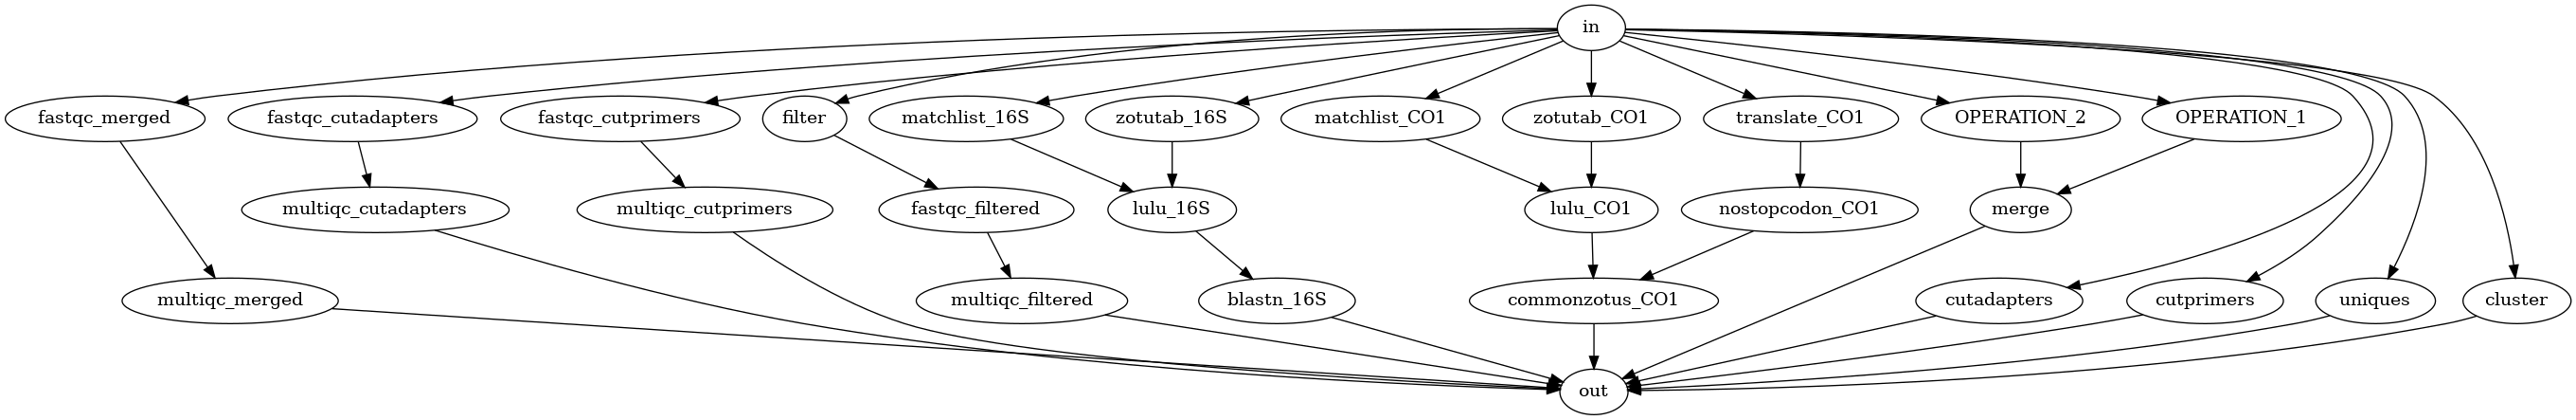 in
fastqc_merged
fastqc_cutadapters
fastqc_cutprimers
filter
matchlist_16S
zotutab_16S
matchlist_CO1
zotutab_CO1
translate_CO1
OPERATION_2
OPERATION_1
multiqc_cutadapters
multiqc_cutprimers
fastqc_filtered
lulu_16S
lulu_CO1
nostopcodon_CO1
merge
multiqc_merged
multiqc_filtered
blastn_16S
commonzotus_CO1
cutadapters
cutprimers
uniques
cluster
out